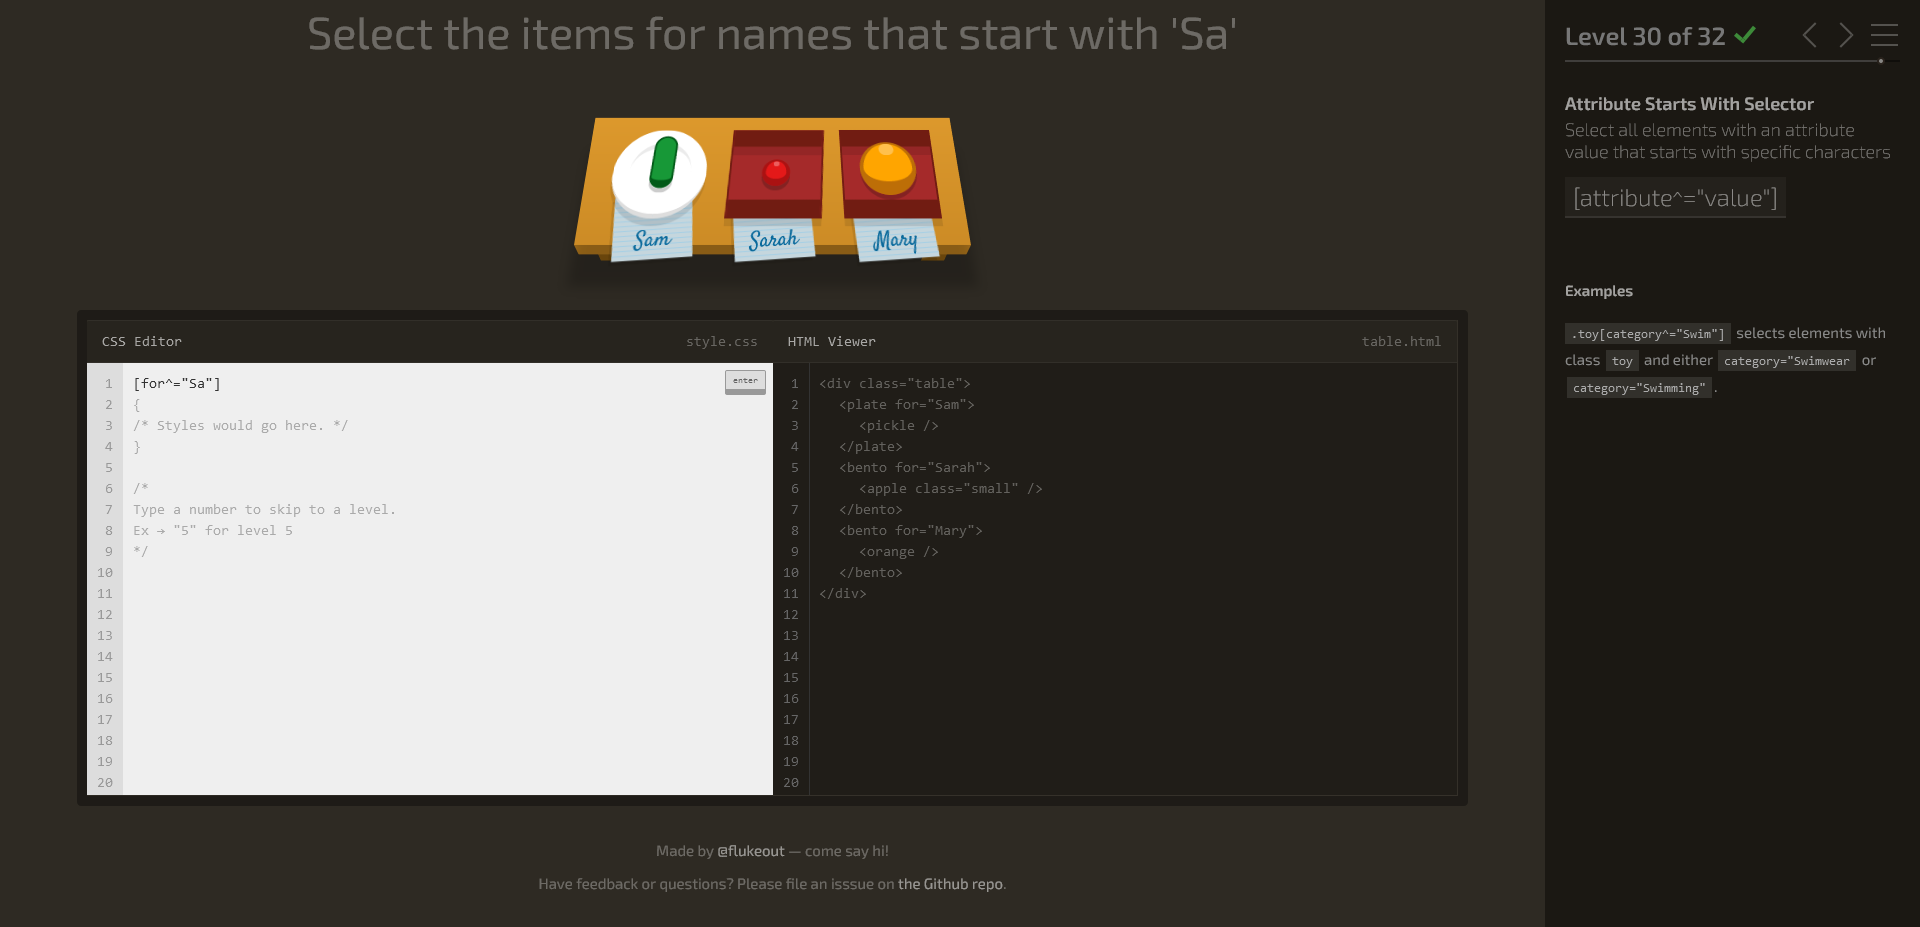 Select the items for names that start with 'Sa'
Sam
Sarah
Mary
CSS Editor
style.css
1 [for^="Sa"]
enter
2 {
3 /* Styles would go here. */
4 }
5
6 /*
7 Type a number to skip to a level.
8 Ex → "5" for level 5
9 */
10
11
12
13
14
15
16
17
18
19
20
HTML Viewer
table.html
1 <div class="table">
2 <plate for="Sam">
3 <pickle />
4 </plate>
5 <bento for="Sarah">
6 <apple class="small" />
7 </bento>
8 <bento for="Mary">
9 <orange />
10 </bento>
11 </div>
12
13
14
15
16
17
18
19
20
Made by @flukeout — come say hi!
Have feedback or questions? Please file an isssue on the Github repo.
Level 30 of 32
Attribute Starts With Selector
Select all elements with an attribute
value that starts with specific characters
[attribute^="value"]
Examples
.toy[category^="Swim"] selects elements with
class toy and either category="Swimwear or
category="Swimming" .